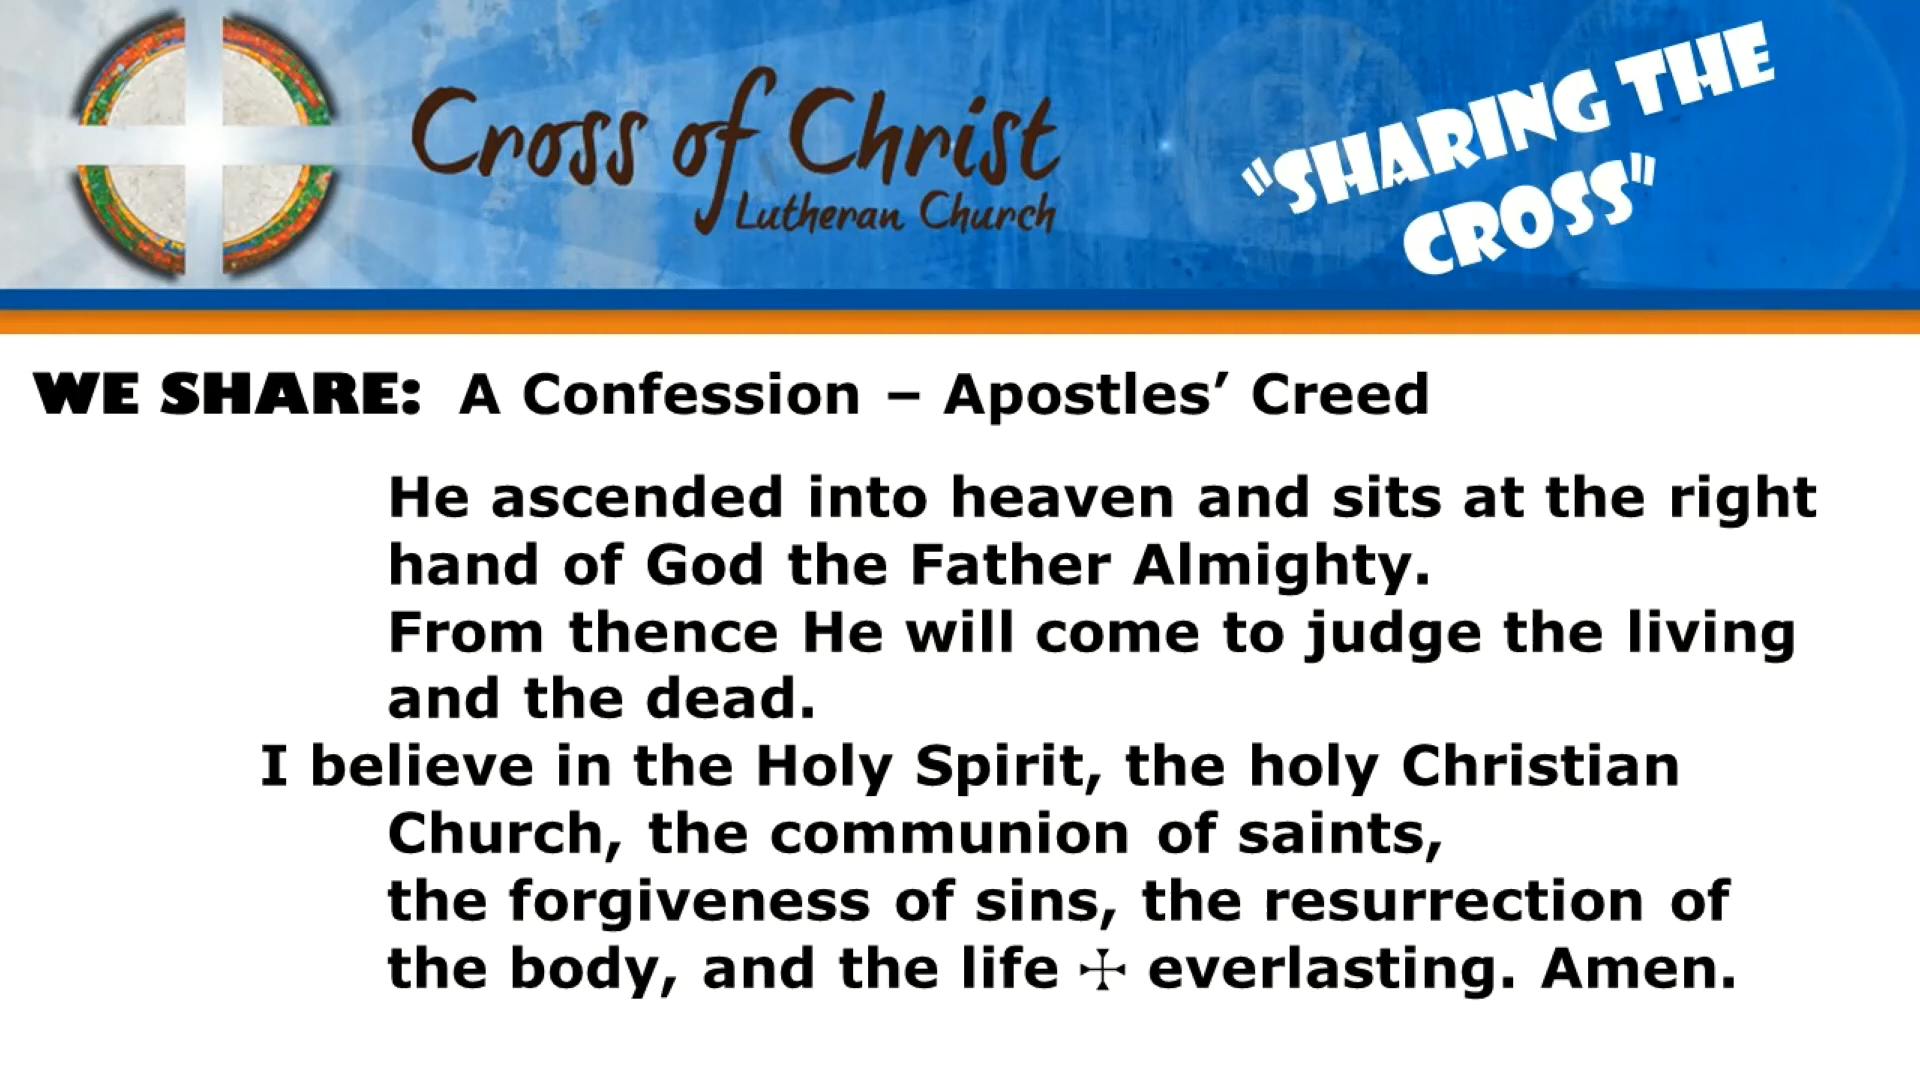 Cross of Christ
Lutheran Church
"SHARING THE
CROSS"
WE SHARE: A Confession – Apostles’ Creed
He ascended into heaven and sits at the right
hand of God the Father Almighty.
From thence He will come to judge the living
and the dead.
I believe in the Holy Spirit, the holy Christian
Church, the communion of saints,
the forgiveness of sins, the resurrection of
the body, and the life ☩ everlasting. Amen.